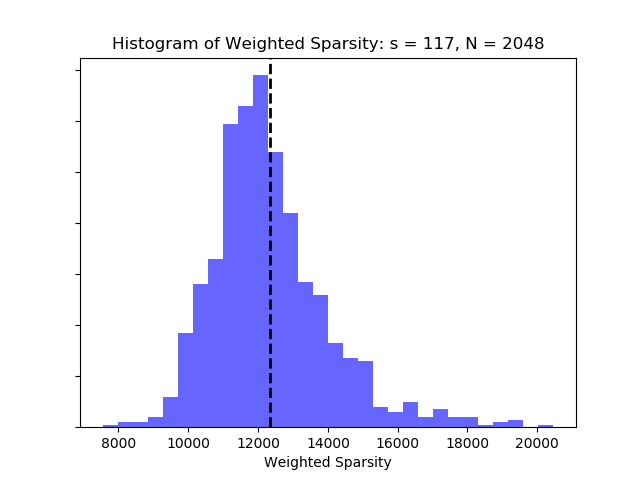 Histogram of Weighted Sparsity: s = 117, N = 2048
8000 10000 12000 14000 16000 18000 20000
Weighted Sparsity